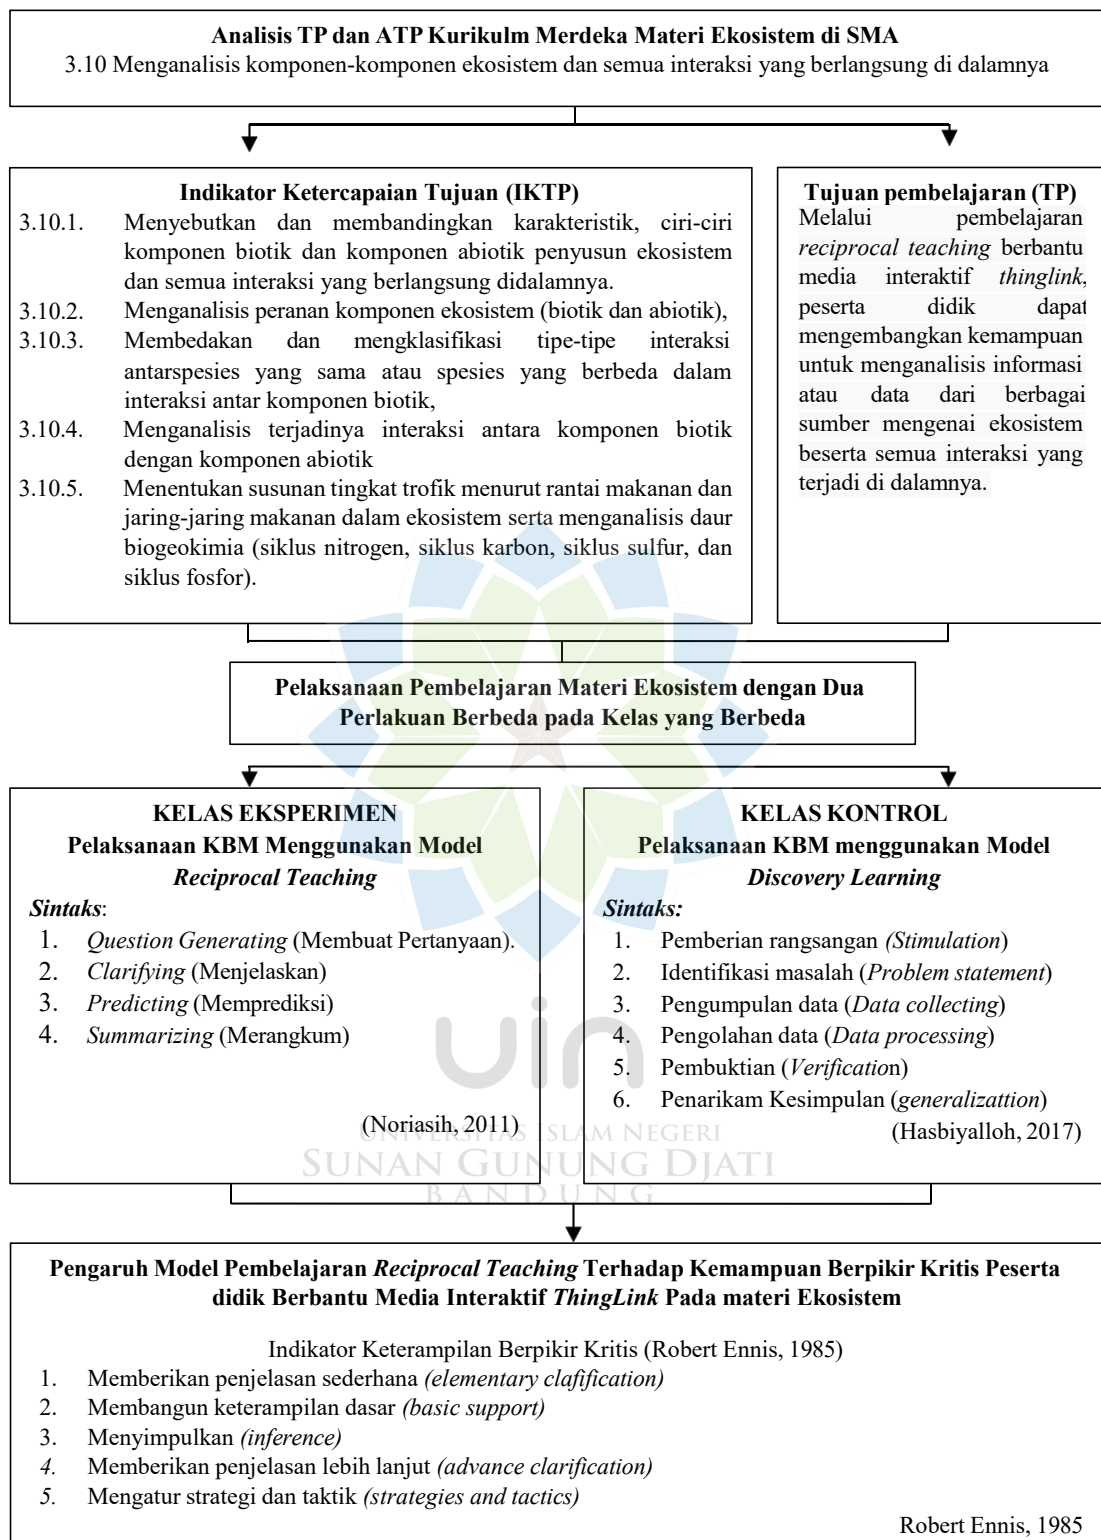 Analisis TP dan ATP Kurikulm Merdeka Materi Ekosistem di SMA
3.10 Menganalisis komponen-komponen ekosistem dan semua interaksi yang berlangsung di dalamnya
Indikator Ketercapaian Tujuan (IKTP)
3.10.1. Menyebutkan dan membandingkan karakteristik, ciri-ciri
komponen biotik dan komponen abiotik penyusun ekosistem
dan semua interaksi yang berlangsung didalamnya.
3.10.2. Menganalisis peranan komponen ekosistem (biotik dan abiotik),
3.10.3. Membedakan dan mengklasifikasi tipe-tipe interaksi
antarspesies yang sama atau spesies yang berbeda dalam
interaksi antar komponen biotik,
3.10.4. Menganalisis terjadinya interaksi antara komponen biotik
dengan komponen abiotik
3.10.5. Menentukan susunan tingkat trofik menurut rantai makanan dan
jaring-jaring makanan dalam ekosistem serta menganalisis daur
biogeokimia (siklus nitrogen, siklus karbon, siklus sulfur, dan
siklus fosfor).
Tujuan pembelajaran (TP)
Melalui pembelajaran
reciprocal teaching berbantu
media interaktif thinglink,
peserta didik dapat
mengembangkan kemampuan
untuk menganalisis informasi
atau data dari berbagai
sumber mengenai ekosistem
beserta semua interaksi yang
terjadi di dalamnya.
Pelaksanaan Pembelajaran Materi Ekosistem dengan Dua
Perlakuan Berbeda pada Kelas yang Berbeda
KELAS EKSPERIMEN
Pelaksanaan KBM Menggunakan Model
Reciprocal Teaching
Sintaks:
1. Question Generating (Membuat Pertanyaan).
2. Clarifying (Menjelaskan)
3. Predicting (Memprediksi)
4. Summarizing (Merangkum)
(Noriasih, 2011)
KELAS KONTROL
Pelaksanaan KBM menggunakan Model
Discovery Learning
Sintaks:
1. Pemberian rangsangan (Stimulation)
2. Identifikasi masalah (Problem statement)
3. Pengumpulan data (Data collecting)
4. Pengolahan data (Data processing)
5. Pembuktian (Verification)
6. Penarikam Kesimpulan (generalizattion)
(Hasbiyalloh, 2017)
uin
UNIVERSITAS ISLAM NEGERI
SUNAN GUNUNG DJATI
BANDUNG
Pengaruh Model Pembelajaran Reciprocal Teaching Terhadap Kemampuan Berpikir Kritis Peserta
didik Berbantu Media Interaktif ThingLink Pada materi Ekosistem
Indikator Keterampilan Berpikir Kritis (Robert Ennis, 1985)
1. Memberikan penjelasan sederhana (elementary clafification)
2. Membangun keterampilan dasar (basic support)
3. Menyimpulkan (inference)
4. Memberikan penjelasan lebih lanjut (advance clarification)
5. Mengatur strategi dan taktik (strategies and tactics)
Robert Ennis, 1985